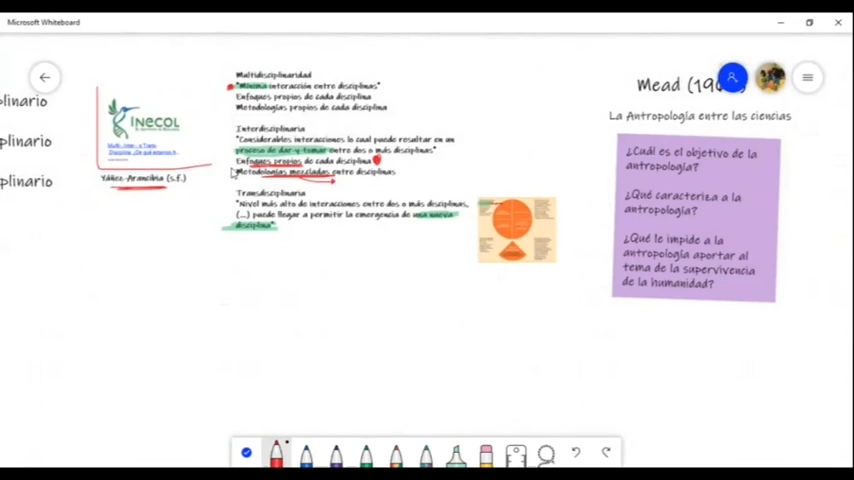 Microsoft Whiteboard
plinario
plinario
plinario
INECOL
Multi-, Inter- o Trans-
Yáñez-Arancibia (s.f.)
Multidisciplinaridad
"Mínima interacción entre disciplinas"
Enfoques propios de cada disciplina
Metodologías propios de cada disciplina
Interdisciplinaria
"Considerables interacciones lo cual puede resultar en un
proceso de dar y tomar entre dos o más disciplinas"
Enfoques propios de cada disciplina
Metodologías mezcladas entre disciplinas
Transdisciplinaria
"Nivel más alto de interacciones entre dos o más disciplinas,
(...) puede llegar a permitir la emergencia de una nueva
disciplina"
Mead (19
La Antropología entre las ciencias
¿Cuál es el objetivo de la
antropología?
¿Qué caracteriza a la
antropología?
¿Qué le impide a la
antropología aportar al
tema de la supervivencia
de la humanidad?